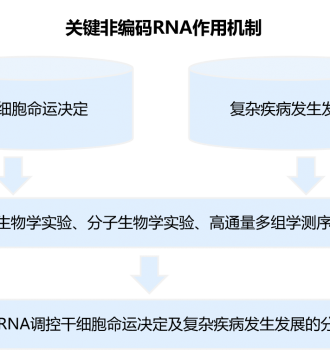 关键非编码RNA作用机制
细胞命运决定
复杂疾病发生发
生物学实验、分子生物学实验、高通量多组学测序
RNA调控干细胞命运决定及复杂疾病发生发展的分